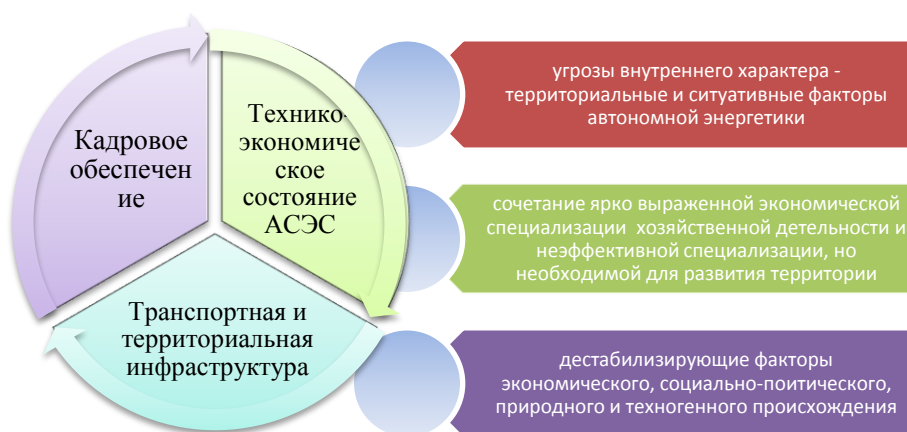 Кадровое
обеспечен
ие
Технико-
экономиче
ское
состояние
АСЭС
Транспортная и
территориальная
инфраструктура
угрозы внутреннего характера -
территориальные и ситуативные факторы
автономной энергетики
сочетание ярко выраженной экономической
специализации хозяйственной детельности и
неэффективной специализации, но
необходимой для развития территории
дестабилизирующие факторы
экономического, социально-поитического,
природного и техногенного происхождения